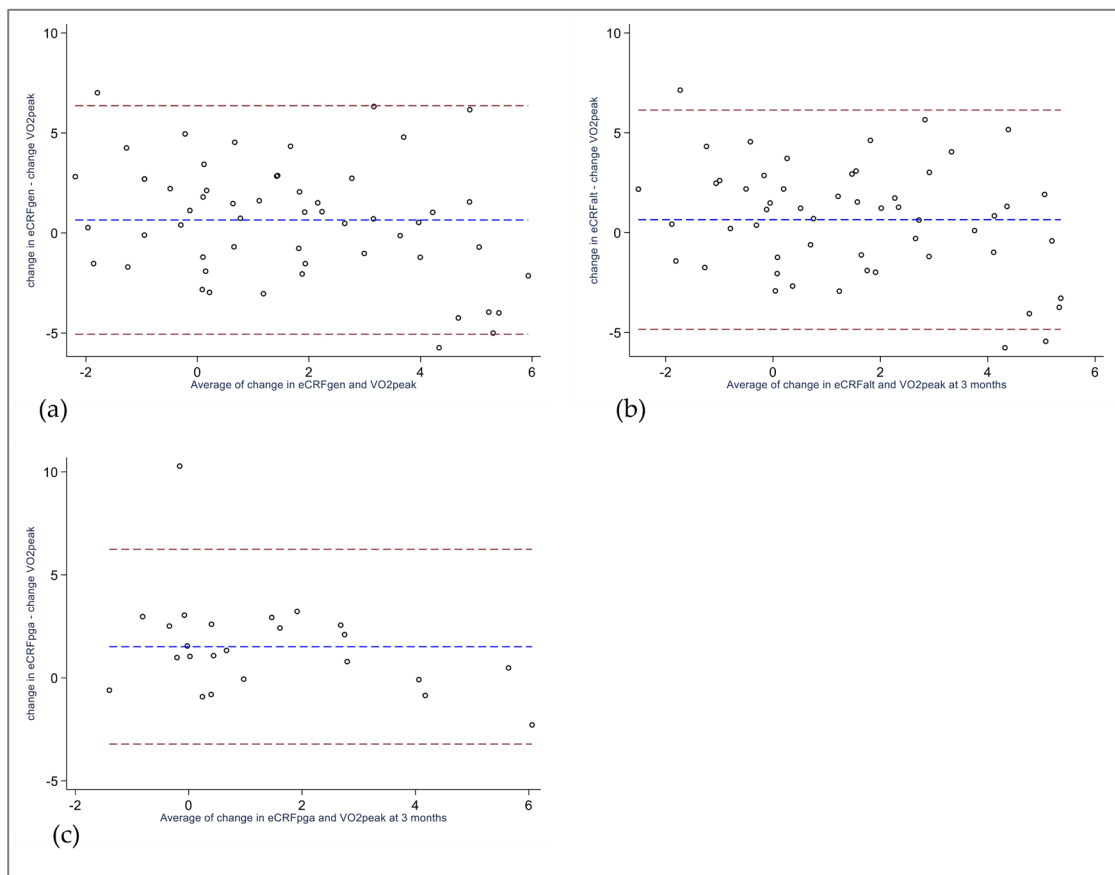 10
5
0
-5
change in eCRFgen - change VO2peak
-2 0 2 4 6
Average of change in eCRFgen and VO2peak
(a)
10
5
0
-5
change in eCRFalt - change VO2peak
-2 0 2 4 6
Average of change in eCRFalt and VO2peak at 3 months
(b)
10
5
0
-5
change in eCRFpga - change VO2peak
-2 0 2 4 6
Average of change in eCRFpga and VO2peak at 3 months
(c)